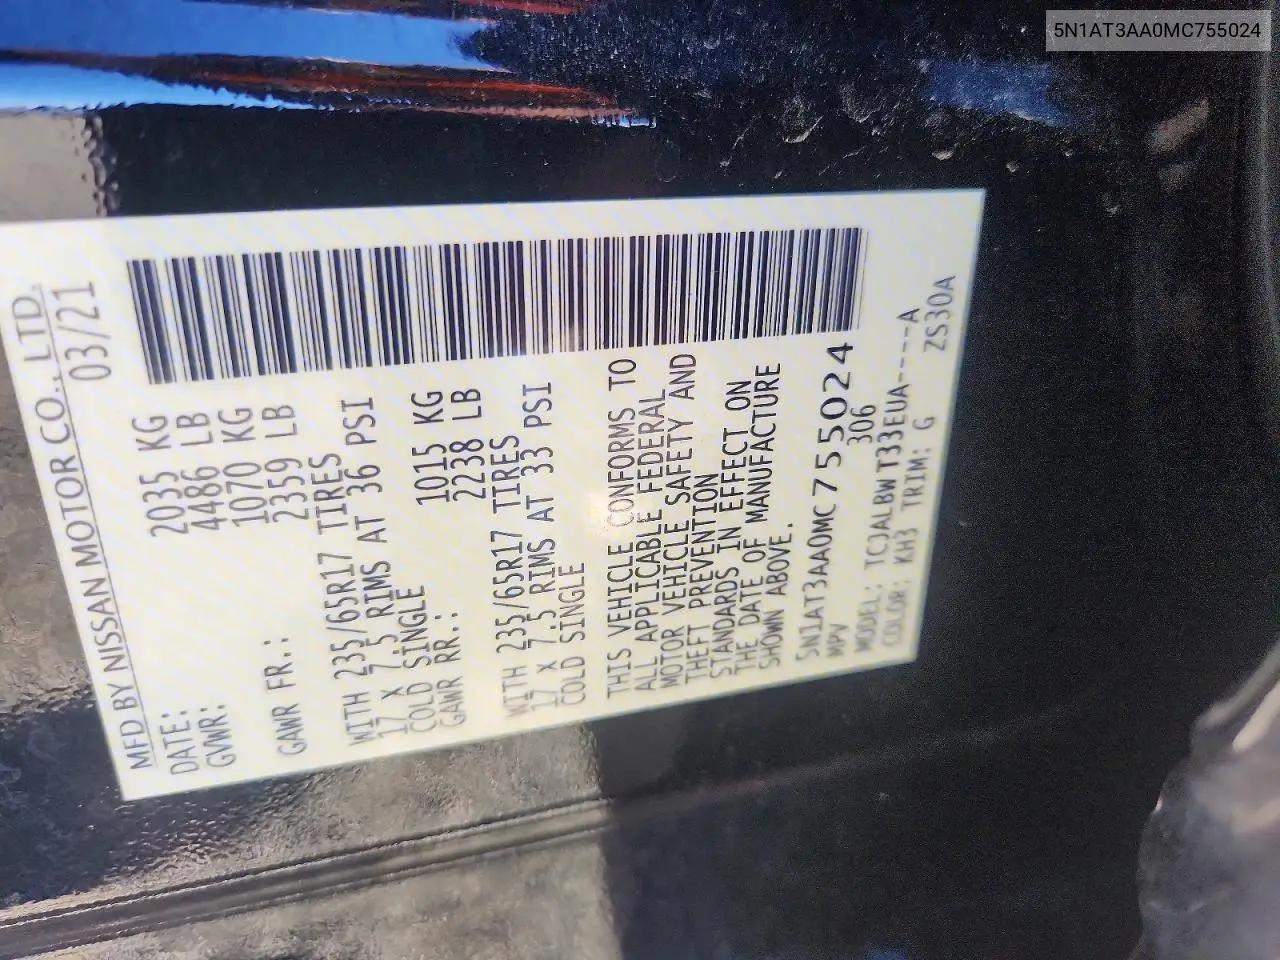 5N1AT3AA0MC755024
MFD BY NISSAN MOTOR CO., LTD.
DATE: 03/21
GVWR: 2035 KG
4486 LB
GAWR FR.: 1070 KG
2359 LB
WITH 235/65R17 TIRES
17 X 7.5 RIMS AT 36 PSI
COLD SINGLE
GAWR RR.: 1015 KG
2238 LB
WITH 235/65R17 TIRES
17 X 7.5 RIMS AT 33 PSI
COLD SINGLE
THIS VEHICLE CONFORMS TO
ALL APPLICABLE FEDERAL
MOTOR VEHICLE SAFETY AND
THEFT PREVENTION
STANDARDS IN EFFECT ON
THE DATE OF MANUFACTURE
SHOWN ABOVE.
5N1AT3AA0MC755024
MPV 306
MODEL: TCJALBWT33EUA----A
COLOR: KH3 TRIM: G ZS30A